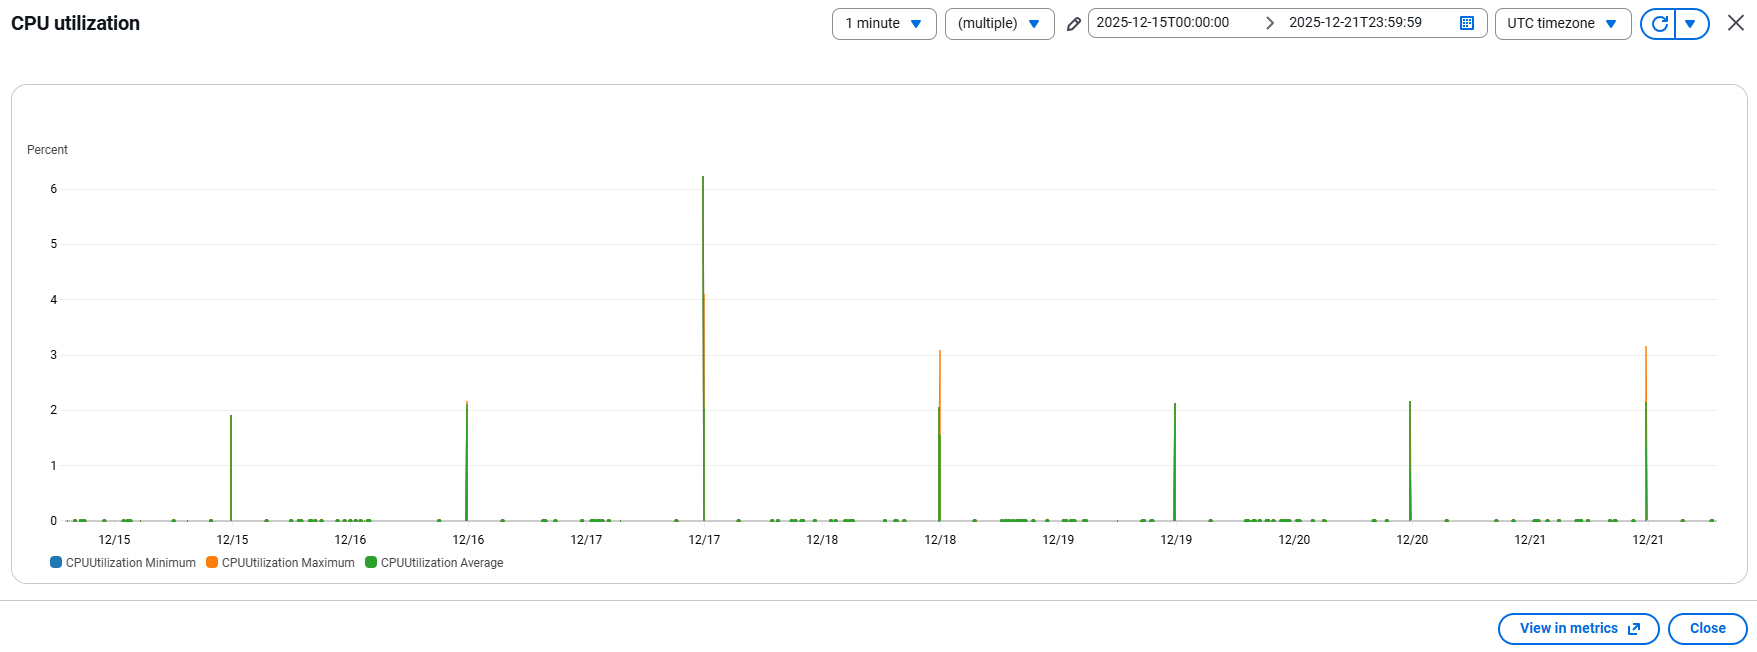 CPU utilization
1 minute
(multiple)
2025-12-15T00:00:00
2025-12-21T23:59:59
UTC timezone
Percent
6
5
4
3
2
1
0
12/15 12/15 12/16 12/16 12/17 12/17 12/18 12/18 12/19 12/19 12/20 12/20 12/21 12/21
CPUUtilization Minimum CPUUtilization Maximum CPUUtilization Average
View in metrics Close